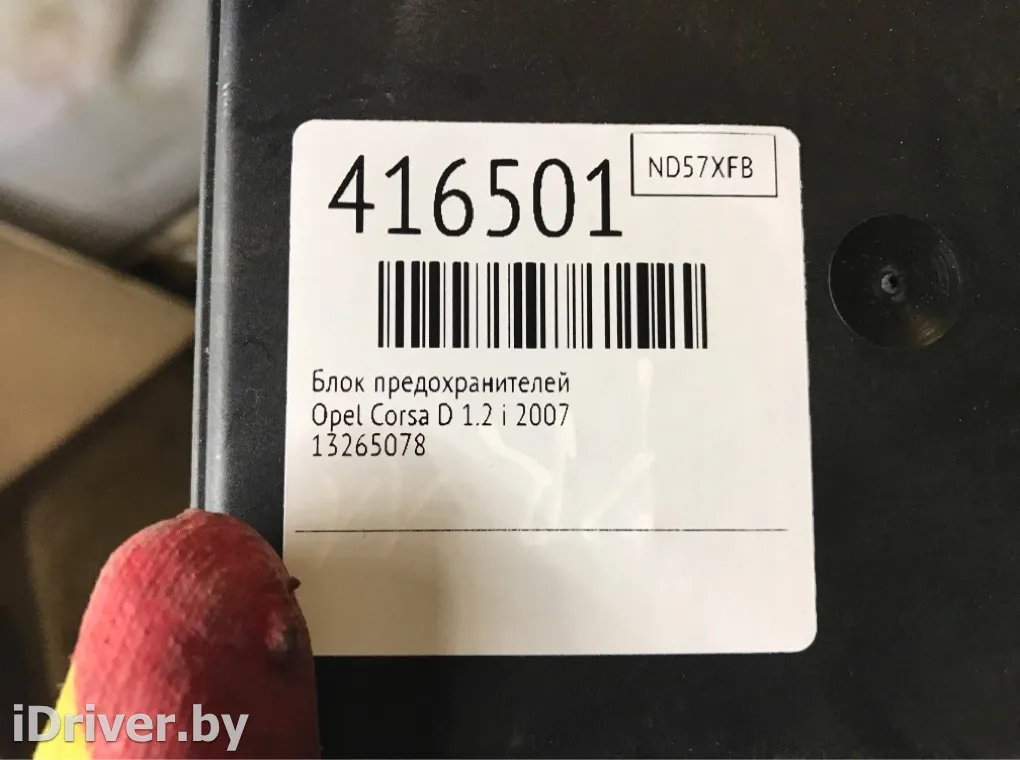 416501
ND57XFB
Блок предохранителей
Opel Corsa D 1.2 i 2007
13265078
iDriver.by